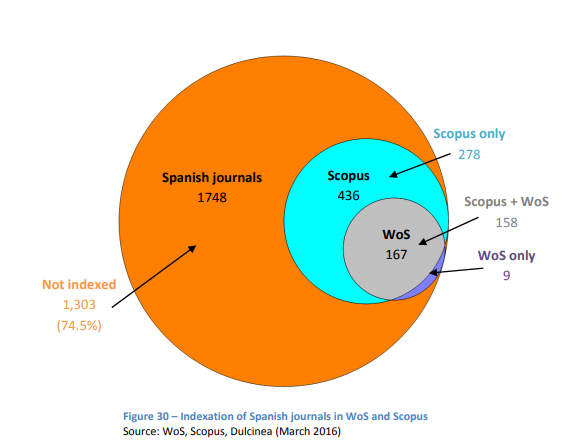 Scopus only
278
Spanish journals
1748
Scopus
436
Scopus + WoS
158
WoS
167
WoS only
9
Not indexed
1,303
(74.5%)
Figure 30 – Indexation of Spanish journals in WoS and Scopus
Source: WoS, Scopus, Dulcinea (March 2016)